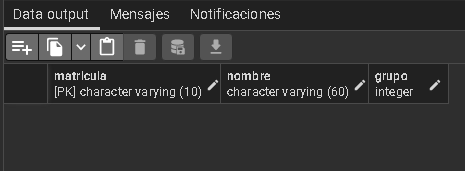 Data output Mensajes Notificaciones
matricula nombre grupo
[PK] character varying (10) character varying (60) integer